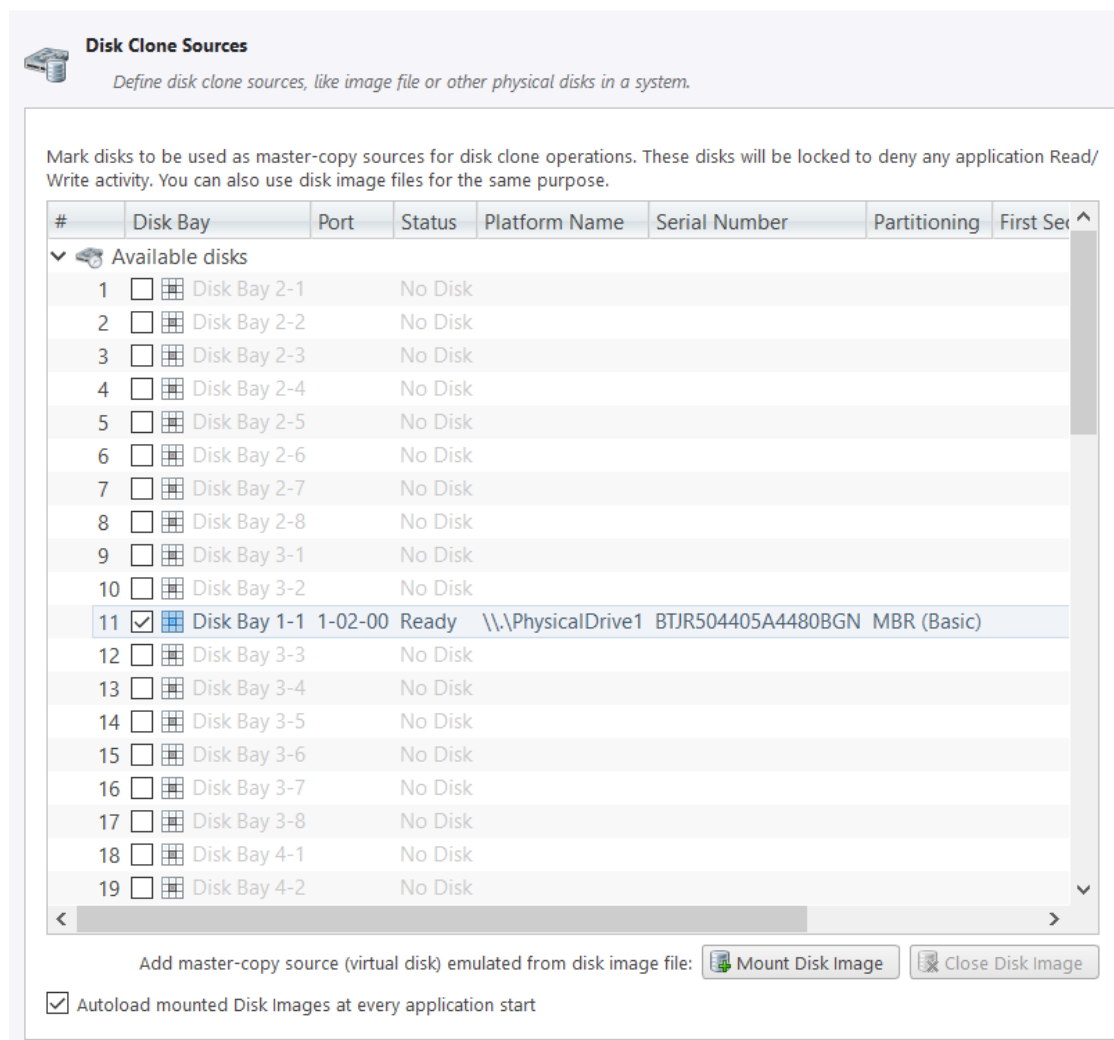 Disk Clone Sources
Define disk clone sources, like image file or other physical disks in a system.
Mark disks to be used as master-copy sources for disk clone operations. These disks will be locked to deny any application Read/
Write activity. You can also use disk image files for the same purpose.
# Disk Bay Port Status Platform Name Serial Number Partitioning First Sec
Available disks
1 Disk Bay 2-1 No Disk
2 Disk Bay 2-2 No Disk
3 Disk Bay 2-3 No Disk
4 Disk Bay 2-4 No Disk
5 Disk Bay 2-5 No Disk
6 Disk Bay 2-6 No Disk
7 Disk Bay 2-7 No Disk
8 Disk Bay 2-8 No Disk
9 Disk Bay 3-1 No Disk
10 Disk Bay 3-2 No Disk
11 Disk Bay 1-1 1-02-00 Ready \\.\PhysicalDrive1 BTJR504405A4480BGN MBR (Basic)
12 Disk Bay 3-3 No Disk
13 Disk Bay 3-4 No Disk
14 Disk Bay 3-5 No Disk
15 Disk Bay 3-6 No Disk
16 Disk Bay 3-7 No Disk
17 Disk Bay 3-8 No Disk
18 Disk Bay 4-1 No Disk
19 Disk Bay 4-2 No Disk
Add master-copy source (virtual disk) emulated from disk image file: Mount Disk Image Close Disk Image
Autoload mounted Disk Images at every application start